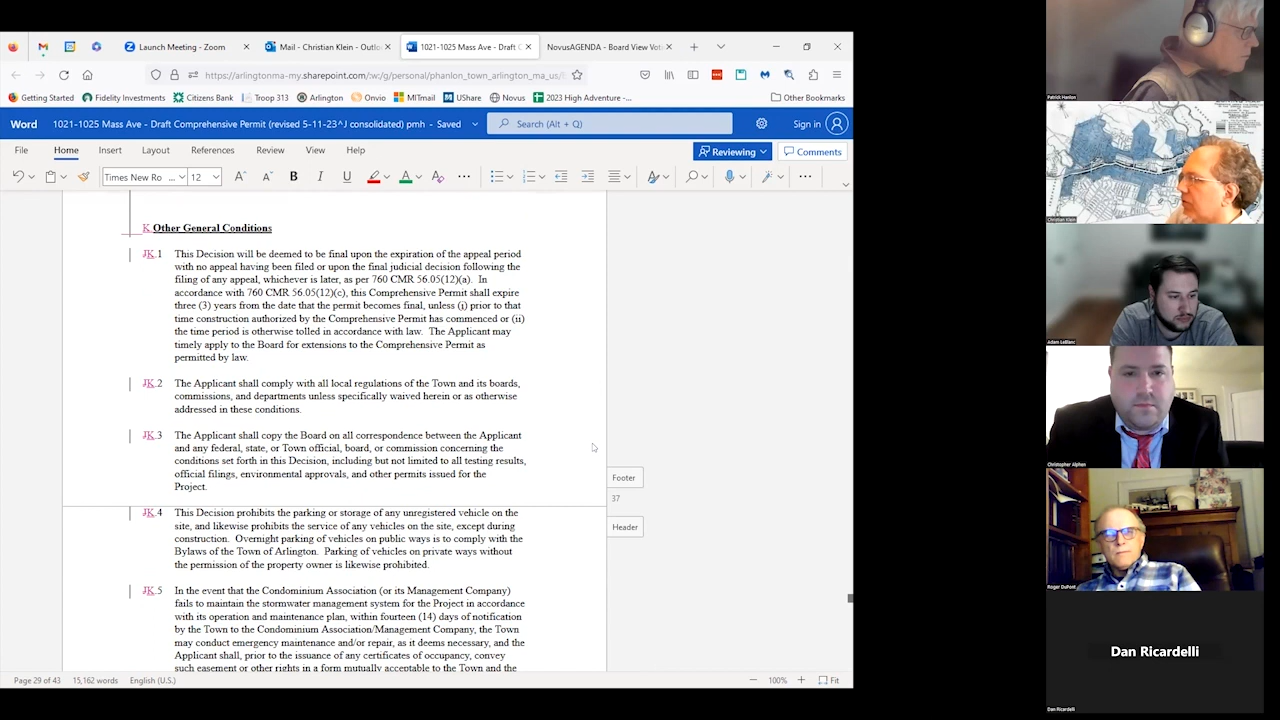 Launch Meeting - Zoom
Mail - Christian Klein - Outlo
1021-1025 Mass Ave - Draft C
NovusAGENDA - Board View Vot
https://arlingtonma-my.sharepoint.com/:w:/g/personal/phanlon_town_arlington_ma_us/
Getting Started
Fidelity Investments
Citizens Bank
Troop 313
Arlington
Onvio
MITmail
UShare
Novus
2023 High Adventure -...
Other Bookmarks
Word
1021-1025 Mass Ave - Draft Comprehensive Permit (revised 5-11-23^J consolidated) pmh - Saved
Search (Alt + Q)
Sign in
File
Home
Insert
Layout
References
Review
View
Help
Reviewing
Comments
Times New Ro ...
12
K.Other General Conditions
JK.1 This Decision will be deemed to be final upon the expiration of the appeal period
with no appeal having been filed or upon the final judicial decision following the
filing of any appeal, whichever is later, as per 760 CMR 56.05(12)(a). In
accordance with 760 CMR 56.05(12)(c), this Comprehensive Permit shall expire
three (3) years from the date that the permit becomes final, unless (i) prior to that
time construction authorized by the Comprehensive Permit has commenced or (ii)
the time period is otherwise tolled in accordance with law. The Applicant may
timely apply to the Board for extensions to the Comprehensive Permit as
permitted by law.
JK.2 The Applicant shall comply with all local regulations of the Town and its boards,
commissions, and departments unless specifically waived herein or as otherwise
addressed in these conditions.
JK.3 The Applicant shall copy the Board on all correspondence between the Applicant
and any federal, state, or Town official, board, or commission concerning the
conditions set forth in this Decision, including but not limited to all testing results,
official filings, environmental approvals, and other permits issued for the
Project.
Footer
37
Header
JK.4 This Decision prohibits the parking or storage of any unregistered vehicle on the
site, and likewise prohibits the service of any vehicles on the site, except during
construction. Overnight parking of vehicles on public ways is to comply with the
Bylaws of the Town of Arlington. Parking of vehicles on private ways without
the permission of the property owner is likewise prohibited.
JK.5 In the event that the Condominium Association (or its Management Company)
fails to maintain the stormwater management system for the Project in accordance
with its operation and maintenance plan, within fourteen (14) days of notification
by the Town to the Condominium Association/Management Company, the Town
may conduct emergency maintenance and/or repair, as it deems necessary, and the
Applicant shall, prior to the issuance of any certificates of occupancy, convey
such easement or other rights in a form mutually acceptable to the Town and the
Page 29 of 43
15,162 words
English (U.S.)
100%
Fit
Patrick Hanlon
Christian Klein
Adam LeBlanc
Christopher Alphen
Roger DuPont
Dan Ricardelli
Dan Ricardelli